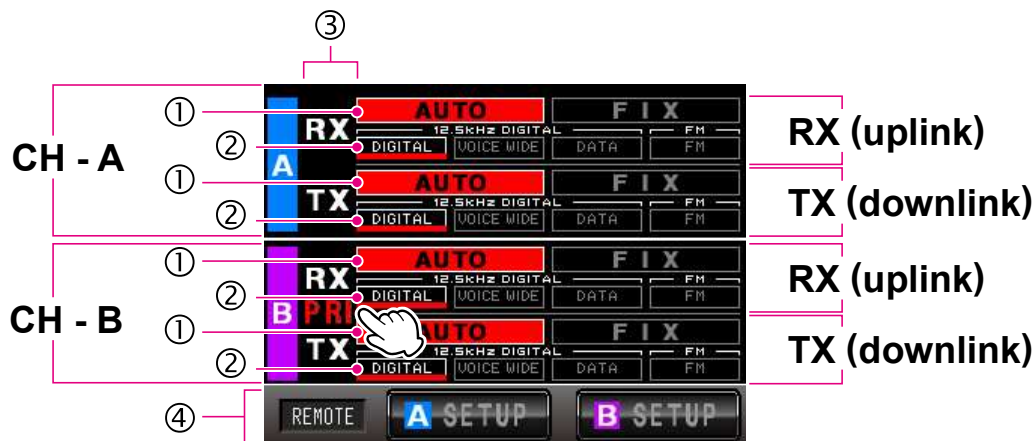 ③
CH - A
① AUTO F I X
RX 12.5kHz DIGITAL FM
② DIGITAL VOICE WIDE DATA FM
RX (uplink)
A
① AUTO F I X
TX 12.5kHz DIGITAL FM
② DIGITAL VOICE WIDE DATA FM
TX (downlink)
CH - B
① AUTO F I X
RX 12.5kHz DIGITAL FM
② DIGITAL VOICE WIDE DATA FM
RX (uplink)
B PRI
① AUTO F I X
TX 12.5kHz DIGITAL FM
② DIGITAL VOICE WIDE DATA FM
TX (downlink)
④ REMOTE A SETUP B SETUP